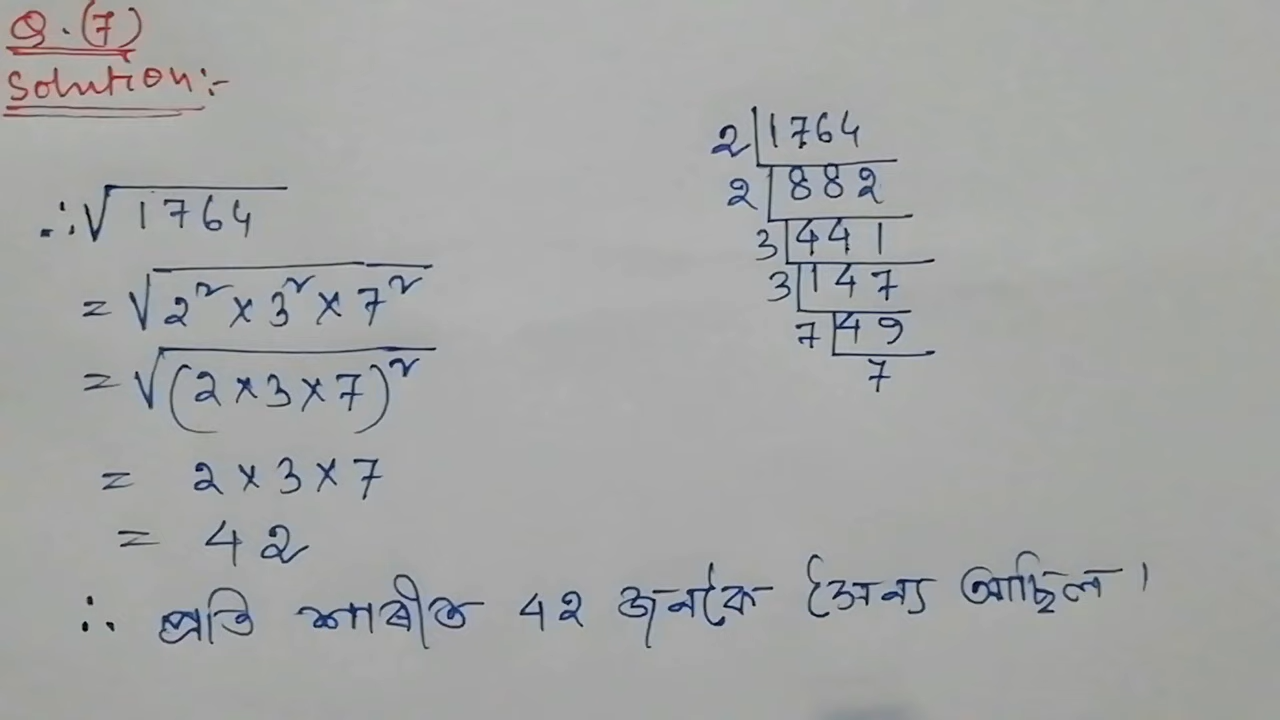 Q.(7)
Solution:-
∴ √1764
= √2² × 3² × 7²
= √(2 × 3 × 7)²
= 2 × 3 × 7
= 42
∴ প্ৰতি শাৰীত 42 জনকৈ সৈন্য আছিল।
2 | 1764
2 | 882
3 | 441
3 | 147
7 | 49
7